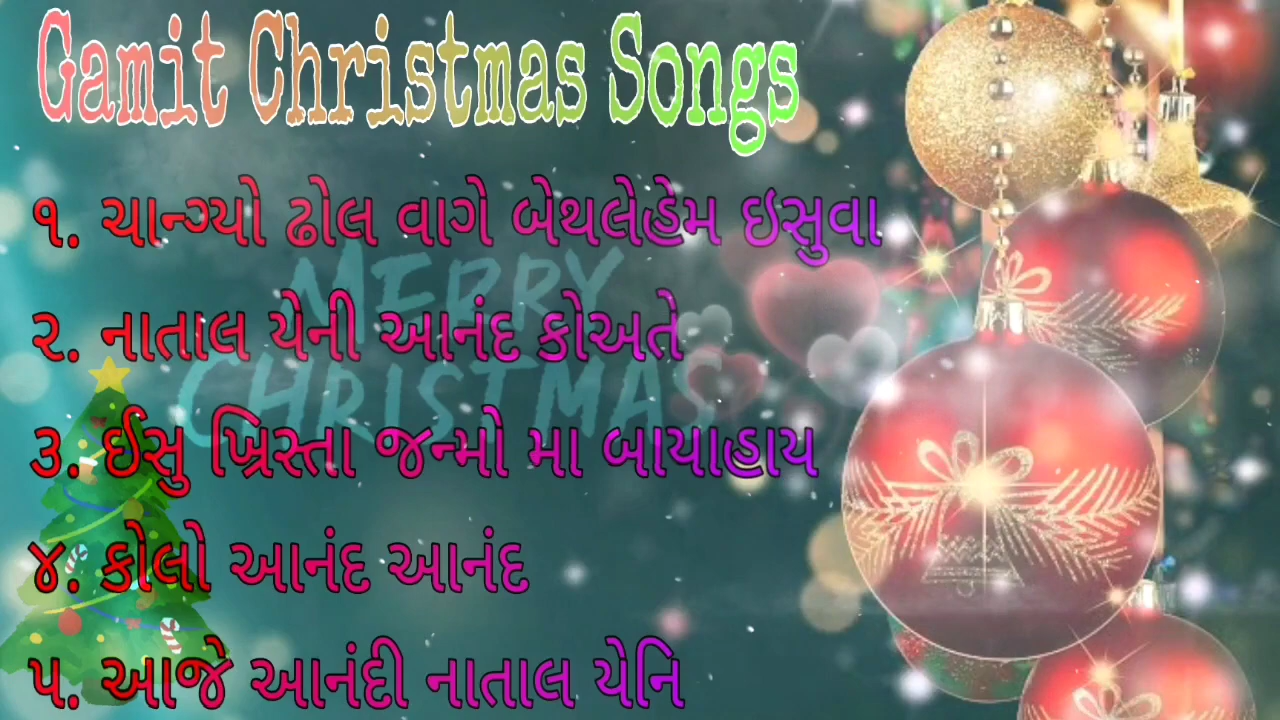 Gamit Christmas Songs
૧. ચાન્ગ્યો ઢોલ વાગે બેથલેહેમ ઇસુવા
MERRY
૨. નાતાલ યેની આનંદ કોઅતે
CHRISTMAS
૩. ઈસુ ખ્રિસ્તા જન્મો મા બાયાહાય
૪. કોલો આનંદ આનંદ
૫. આજે આનંદી નાતાલ યેનિ